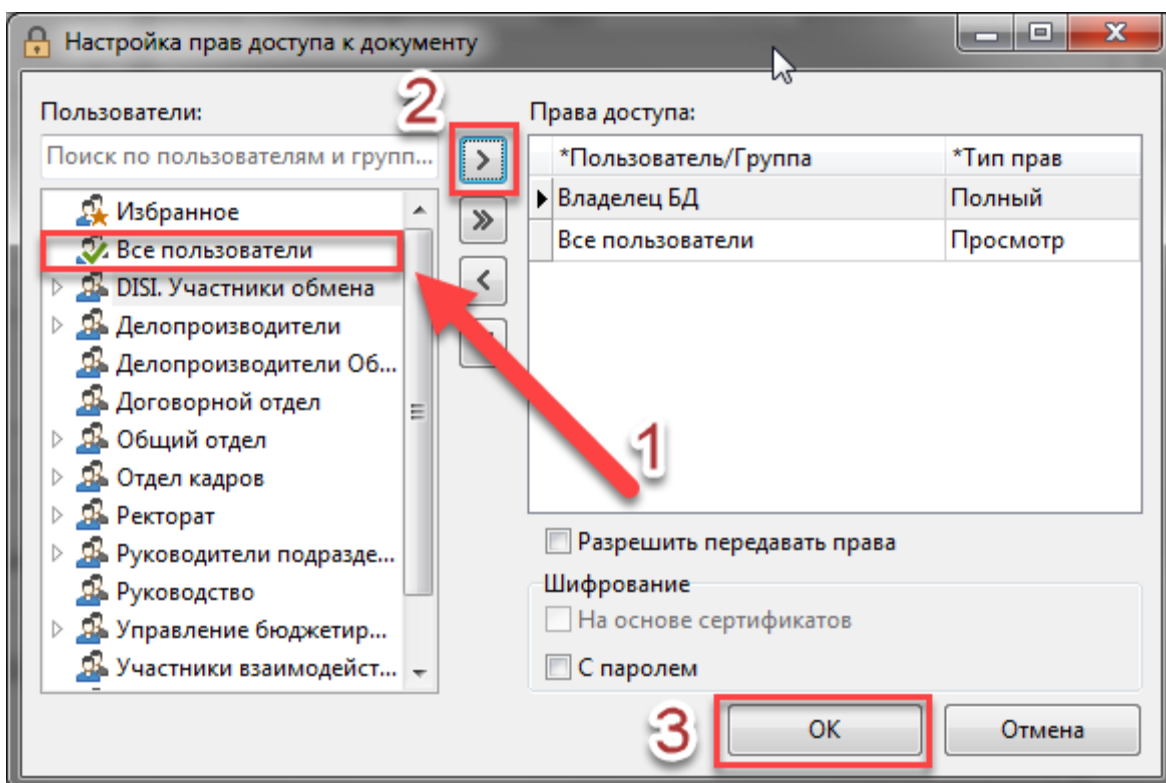 Настройка прав доступа к документу
2
Пользователи:
Поиск по пользователям и групп...
Избранное
Все пользователи
DISI. Участники обмена
Делопроизводители
Делопроизводители Об...
Договорной отдел
Общий отдел
Отдел кадров
Ректорат
Руководители подразде...
Руководство
Управление бюджетир...
Участники взаимодейст...
Права доступа:
*Пользователь/Группа *Тип прав
Владелец БД Полный
Все пользователи Просмотр
1
Разрешить передавать права
Шифрование
На основе сертификатов
С паролем
3
ОК
Отмена